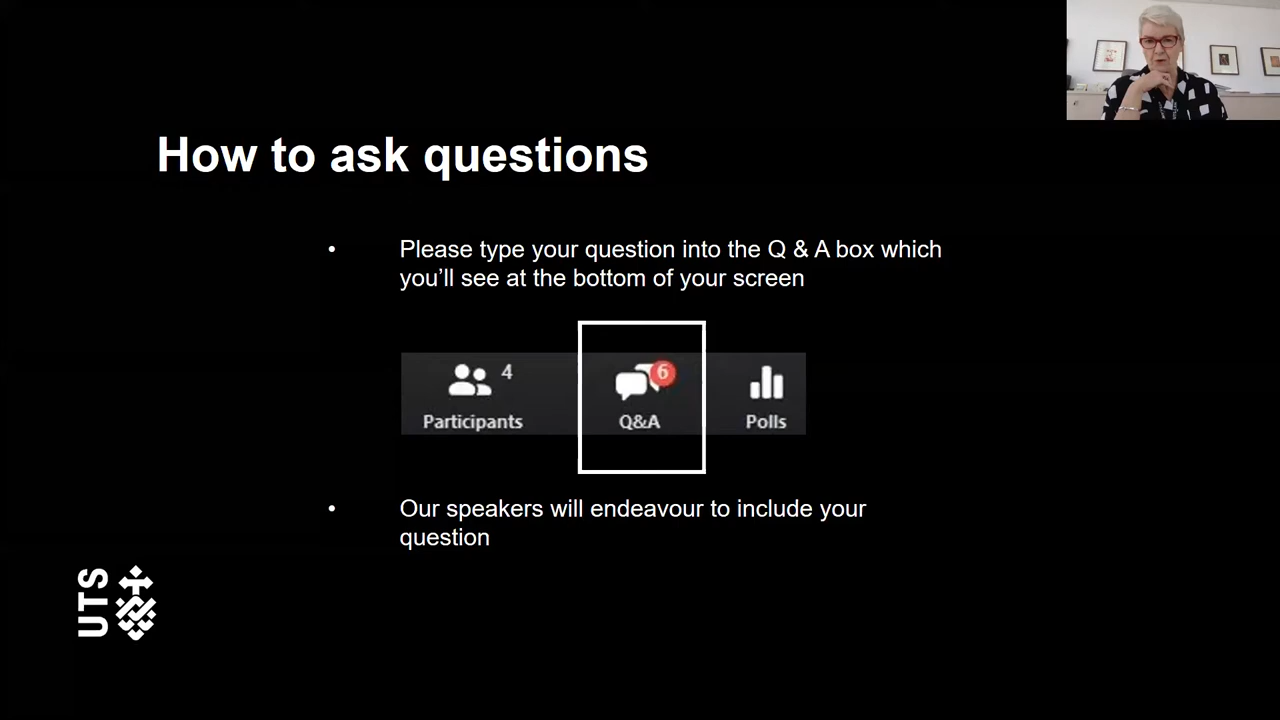 How to ask questions
• Please type your question into the Q & A box which
you’ll see at the bottom of your screen
4
6
Participants
Q&A
Polls
• Our speakers will endeavour to include your
question
UTS